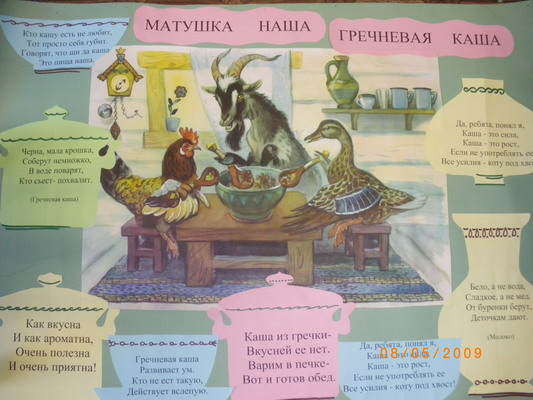 МАТУШКА НАША
ГРЕЧНЕВАЯ КАША
Кто кашу есть не любит,
Тот просто себя губит.
Говорят, что щи да каша
Это пища наша.
Черна, мала крошка,
Соберут немножко,
В воде поварят,
Кто съест- похвалит.
(Гречневая каша)
Да, ребята, понял я,
Каша - это сила,
Каша - это рост,
Если не употреблять ее
Все усилия - коту под хвост
Бело, а не вода,
Сладкое, а не мед.
От буренки берут,
Деточкам дают.
(Молоко)
Как вкусна
И как ароматна,
Очень полезна
И очень приятна!
Гречневая каша
Развивает ум.
Кто не ест такую,
Действует вслепую.
Каша из гречки-
Вкусней ее нет.
Варим в печке-
Вот и готов обед.
Да, ребята, понял я,
Каша - это сила,
Каша - это рост,
Если не употреблять ее
Все усилия - коту под хвост!
08/05/2009